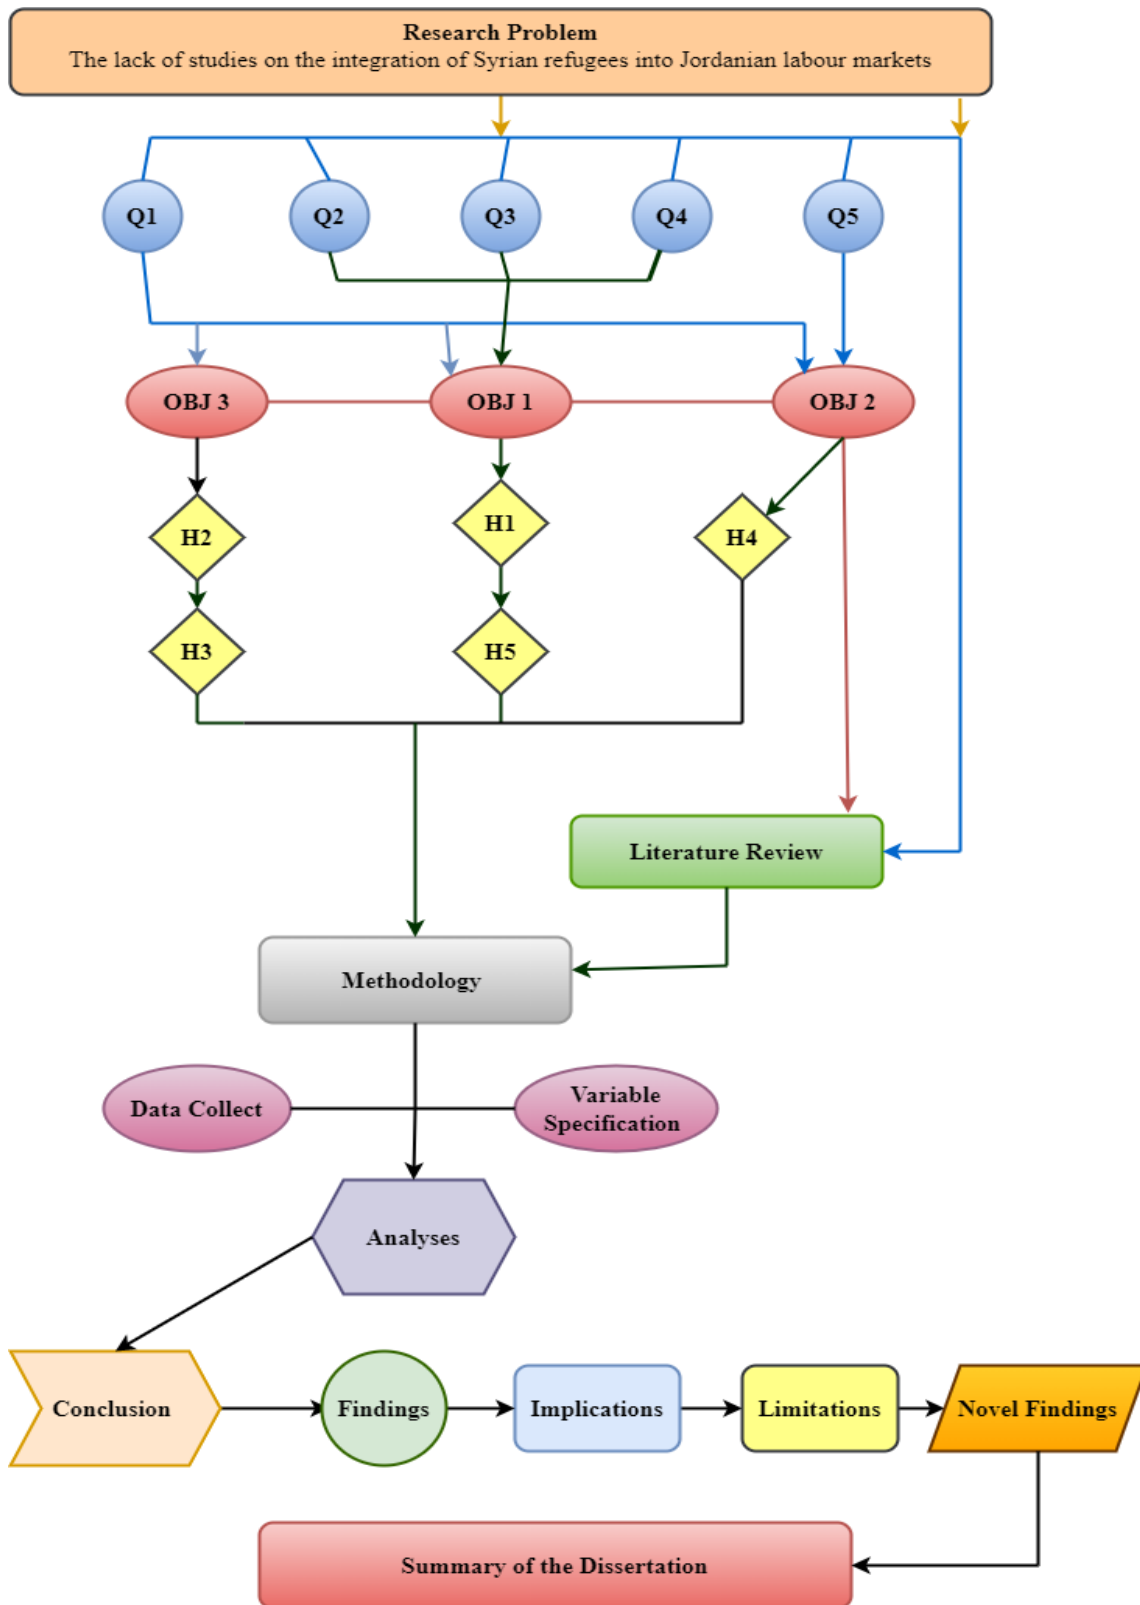 Research Problem
The lack of studies on the integration of Syrian refugees into Jordanian labour markets
Q1
Q2
Q3
Q4
Q5
OBJ 3
OBJ 1
OBJ 2
H2
H1
H4
H3
H5
Literature Review
Methodology
Data Collect
Variable
Specification
Analyses
Conclusion
Findings
Implications
Limitations
Novel Findings
Summary of the Dissertation